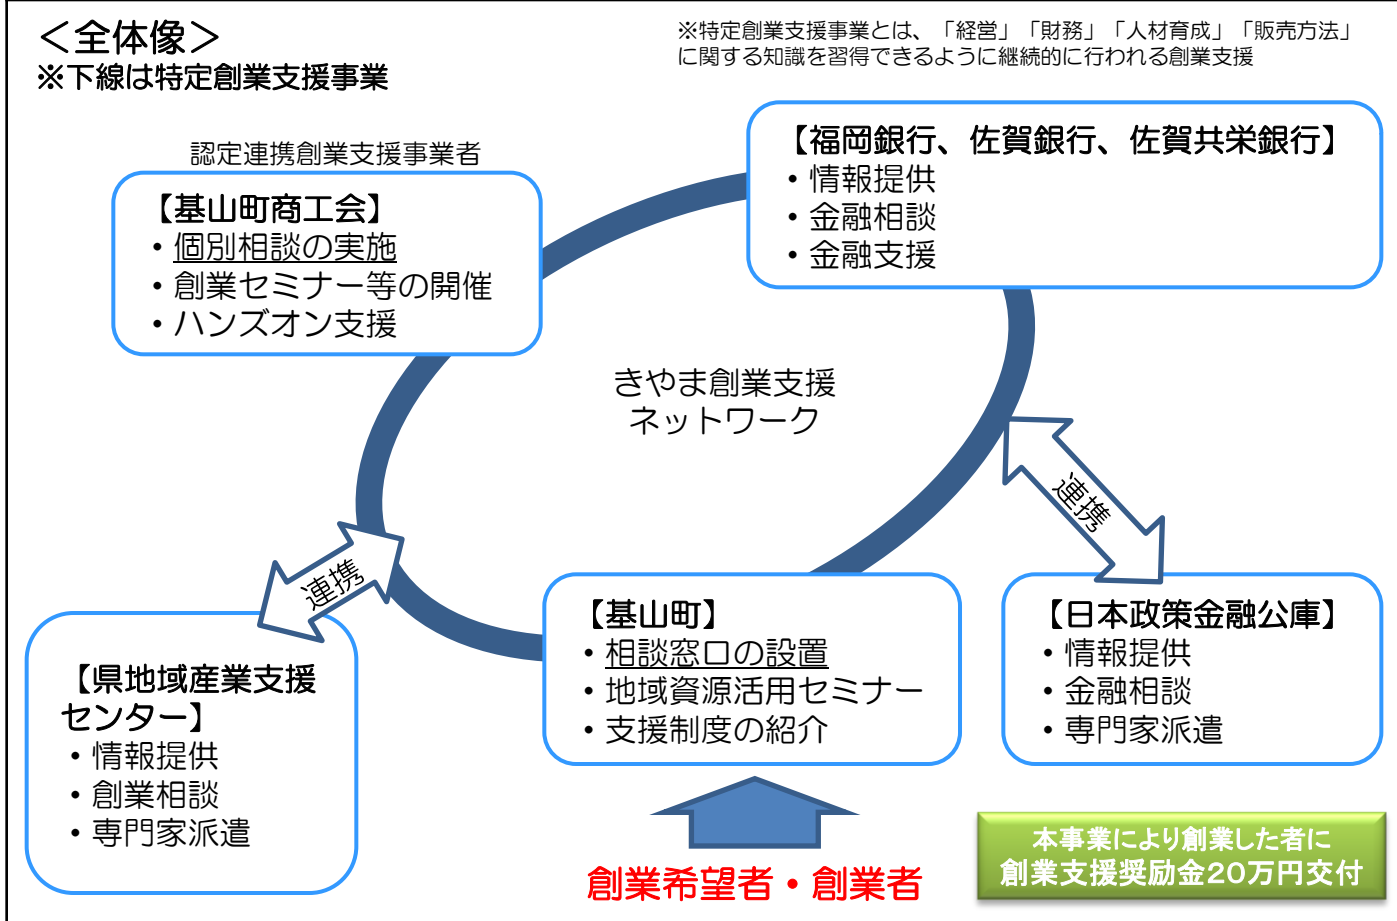 ＜全体像＞
※下線は特定創業支援事業
※特定創業支援事業とは、「経営」「財務」「人材育成」「販売方法」
に関する知識を習得できるように継続的に行われる創業支援
認定連携創業支援事業者
【基山町商工会】
・個別相談の実施
・創業セミナー等の開催
・ハンズオン支援
【福岡銀行、佐賀銀行、佐賀共栄銀行】
・情報提供
・金融相談
・金融支援
きやま創業支援
ネットワーク
連携
連携
【県地域産業支援
センター】
・情報提供
・創業相談
・専門家派遣
【基山町】
・相談窓口の設置
・地域資源活用セミナー
・支援制度の紹介
【日本政策金融公庫】
・情報提供
・金融相談
・専門家派遣
創業希望者・創業者
本事業により創業した者に
創業支援奨励金20万円交付